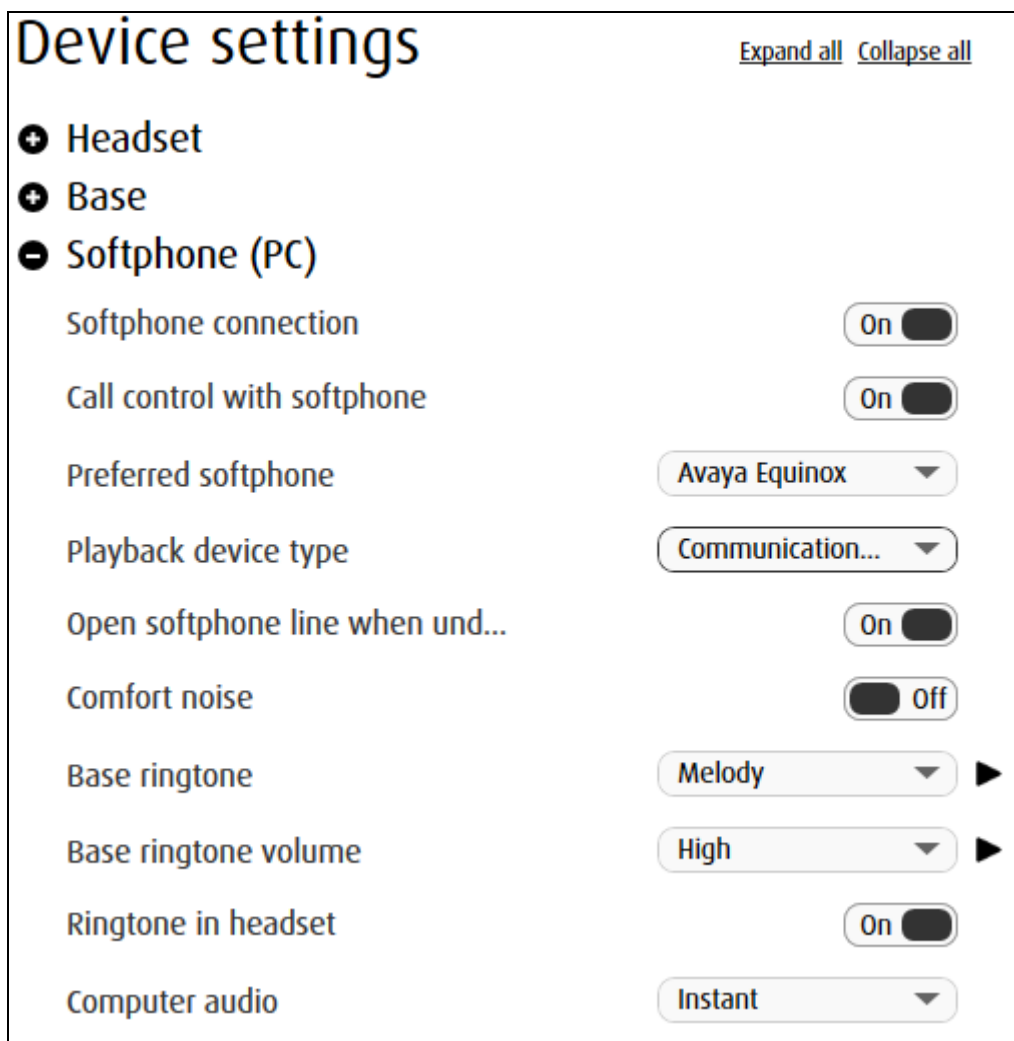 Device settings
Expand all Collapse all
Headset
Base
Softphone (PC)
Softphone connection On
Call control with softphone On
Preferred softphone Avaya Equinox
Playback device type Communication...
Open softphone line when und... On
Comfort noise Off
Base ringtone Melody
Base ringtone volume High
Ringtone in headset On
Computer audio Instant